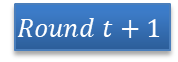 Round t + 1